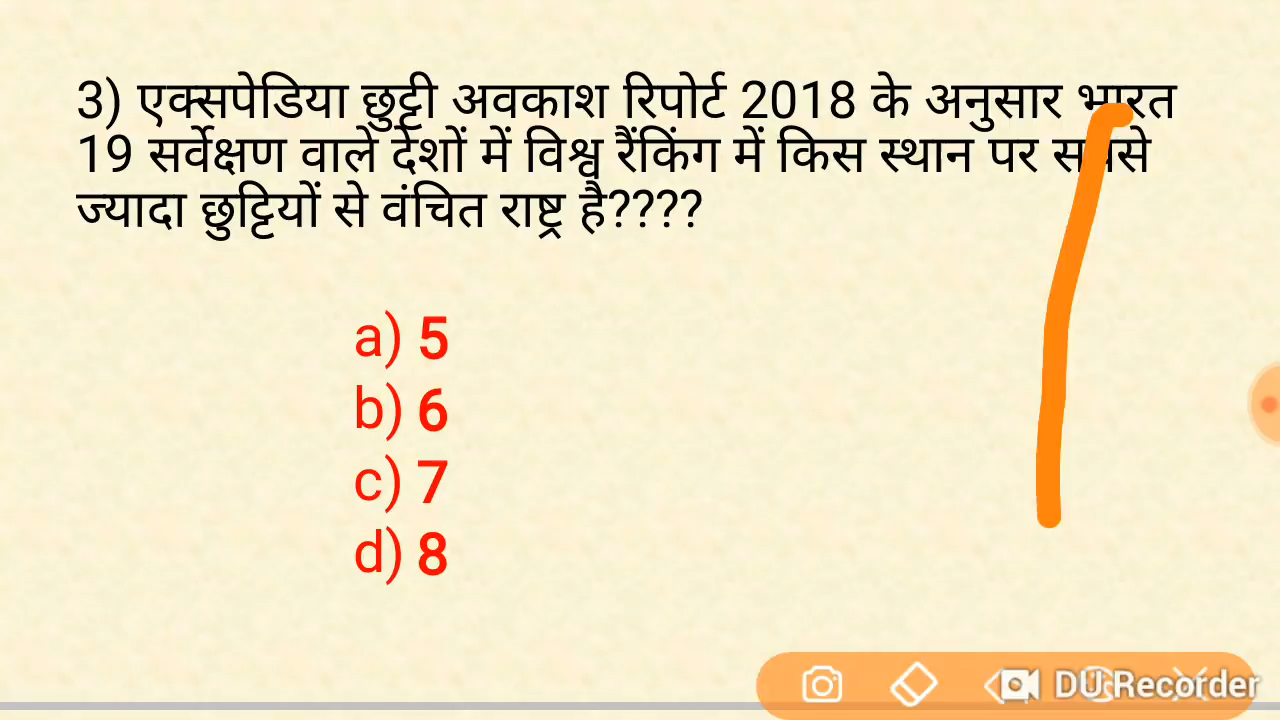 3) एक्सपेडिया छुट्टी अवकाश रिपोर्ट 2018 के अनुसार भारत
19 सर्वेक्षण वाले देशों में विश्व रैंकिंग में किस स्थान पर सबसे
ज्यादा छुट्टियों से वंचित राष्ट्र है????
a) 5
b) 6
c) 7
d) 8
DU Recorder